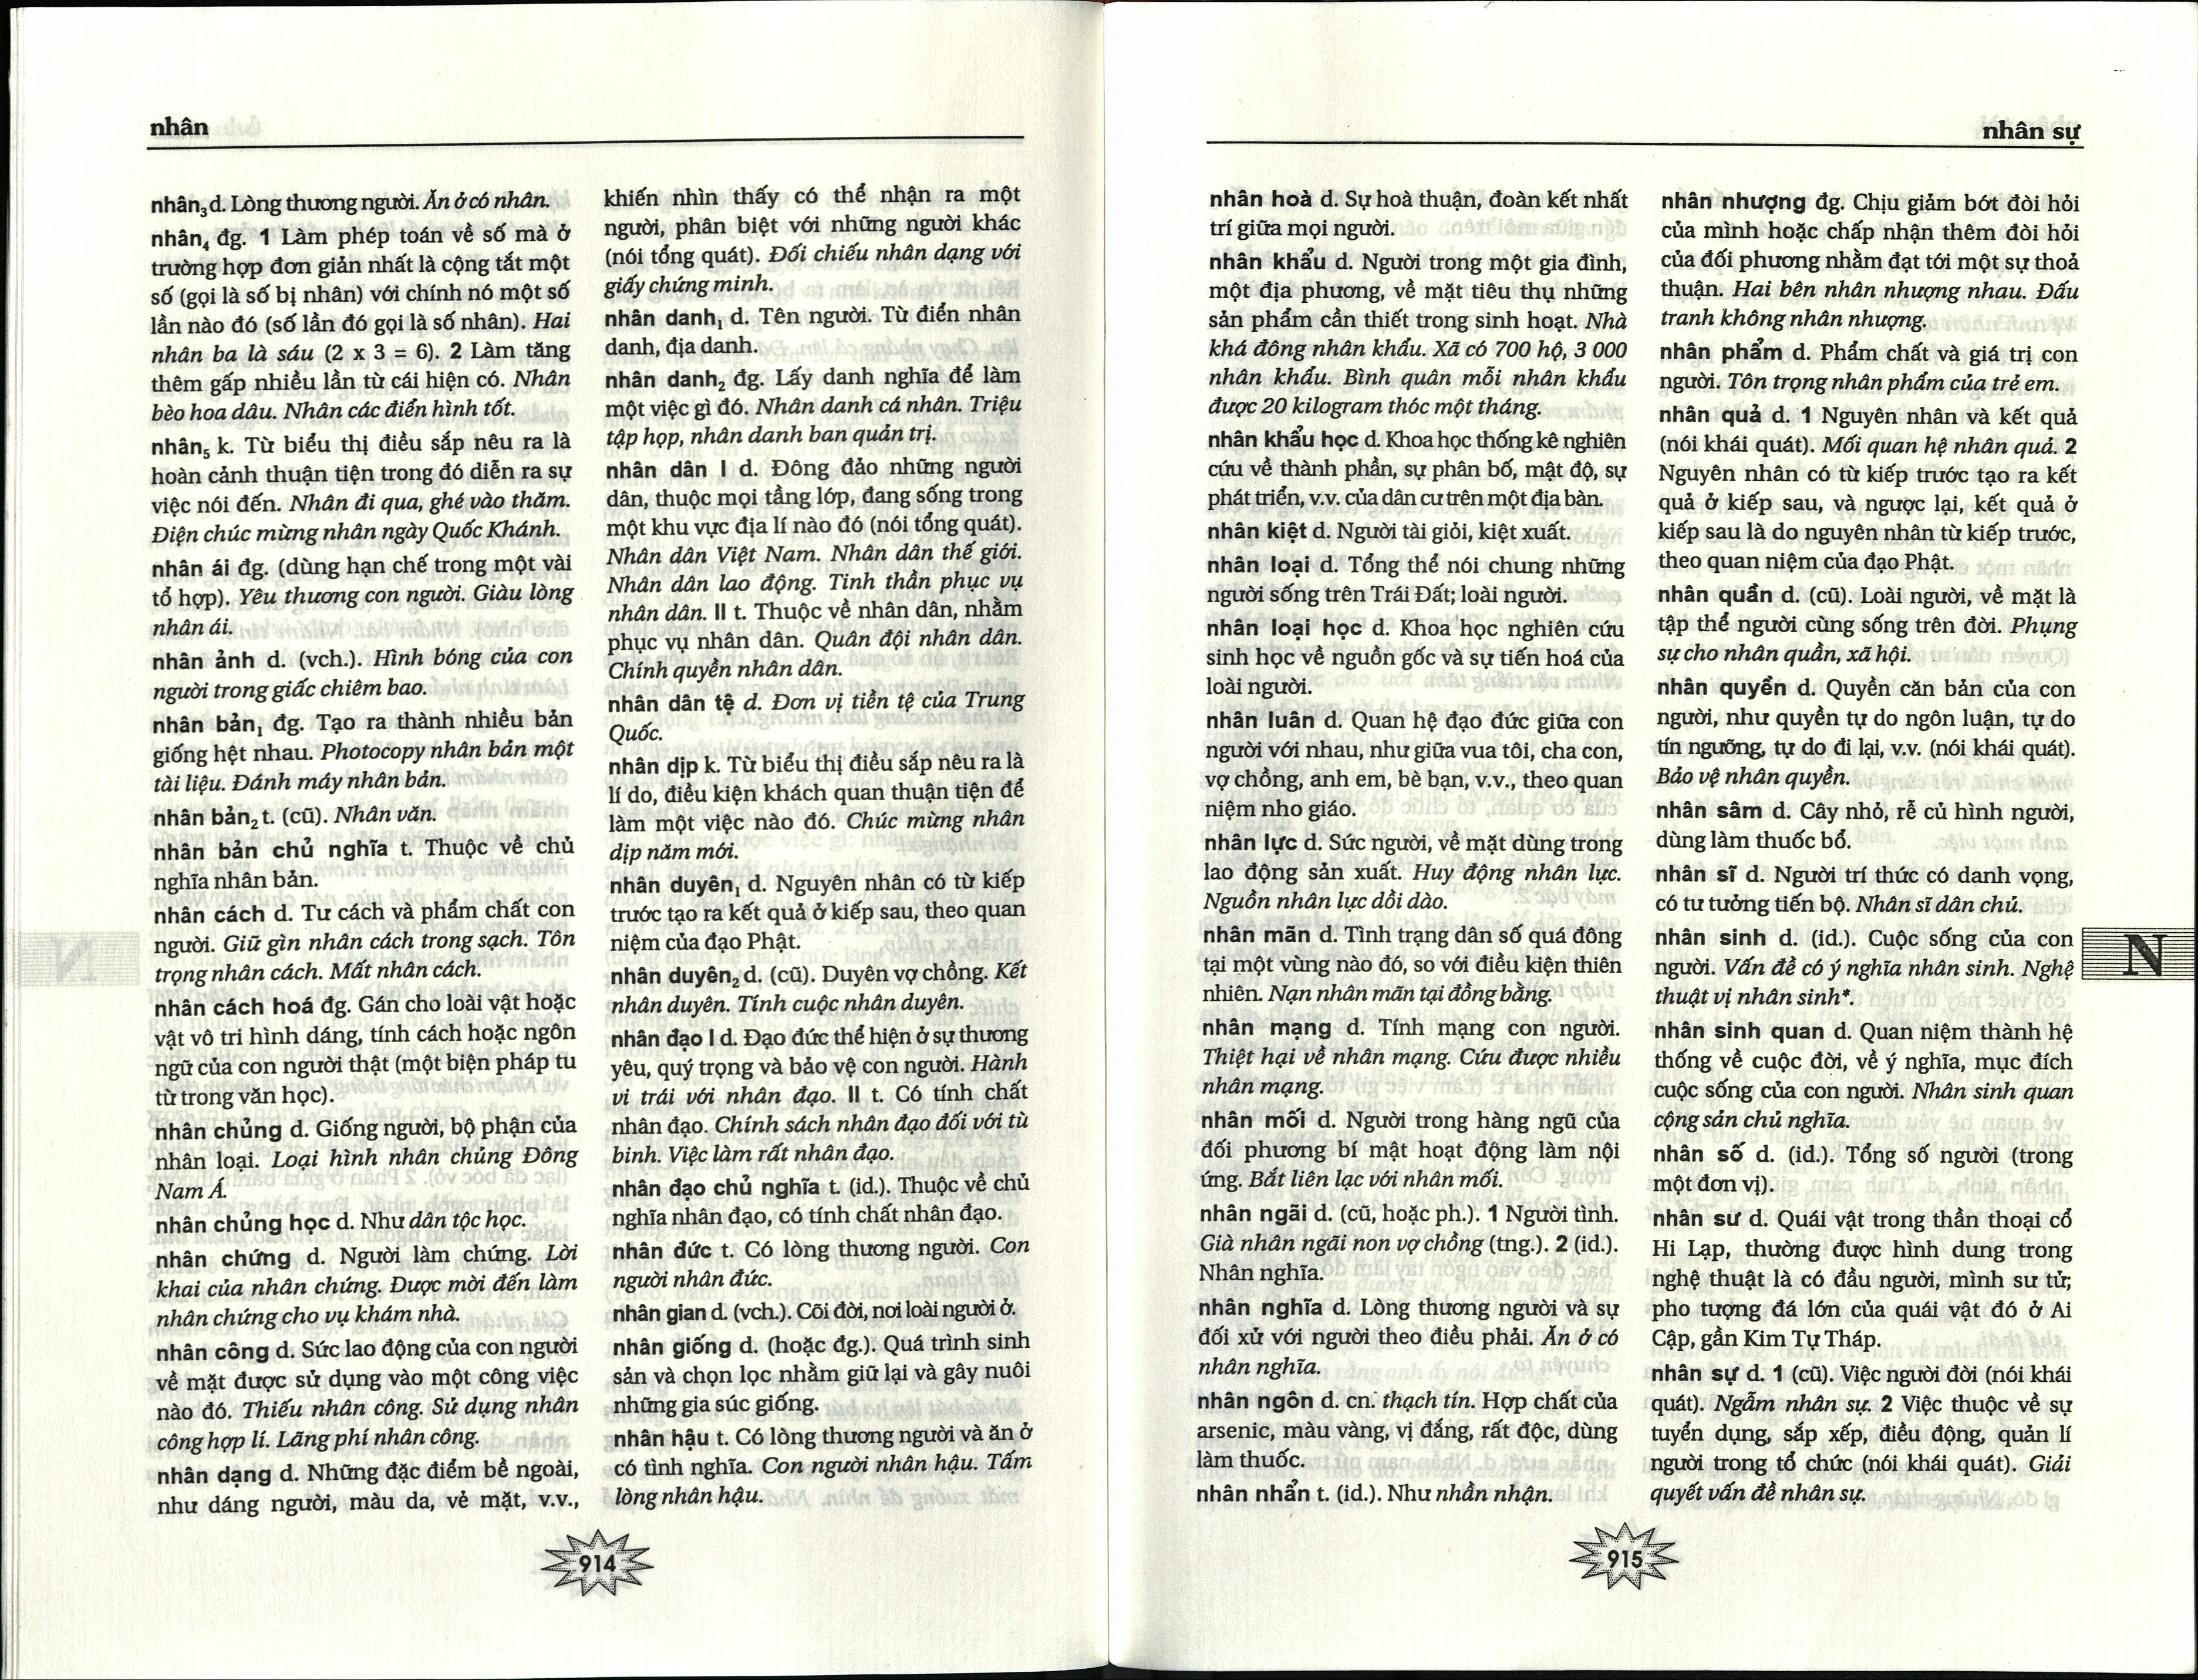 nhân
nhân₃ d. Lòng thương người. Ăn ở có nhân.
nhân₄ đg. 1 Làm phép toán về số mà ở
trường hợp đơn giản nhất là cộng tắt một
số (gọi là số bị nhân) với chính nó một số
lần nào đó (số lần đó gọi là số nhân). Hai
nhân ba là sáu (2 x 3 = 6). 2 Làm tăng
thêm gấp nhiều lần từ cái hiện có. Nhân
bèo hoa dâu. Nhân các điển hình tốt.
nhân₅ k. Từ biểu thị điều sắp nêu ra là
hoàn cảnh thuận tiện trong đó diễn ra sự
việc nói đến. Nhân đi qua, ghé vào thăm.
Điện chúc mừng nhân ngày Quốc Khánh.
nhân ái đg. (dùng hạn chế trong một vài
tổ hợp). Yêu thương con người. Giàu lòng
nhân ái.
nhân ảnh d. (vch.). Hình bóng của con
người trong giấc chiêm bao.
nhân bản₁ đg. Tạo ra thành nhiều bản
giống hệt nhau. Photocopy nhân bản một
tài liệu. Đánh máy nhân bản.
nhân bản₂ t. (cũ). Nhân văn.
nhân bản chủ nghĩa t. Thuộc về chủ
nghĩa nhân bản.
nhân cách d. Tư cách và phẩm chất con
người. Giữ gìn nhân cách trong sạch. Tôn
trọng nhân cách. Mất nhân cách.
nhân cách hoá đg. Gán cho loài vật hoặc
vật vô tri hình dáng, tính cách hoặc ngôn
ngữ của con người thật (một biện pháp tu
từ trong văn học).
nhân chủng d. Giống người, bộ phận của
nhân loại. Loại hình nhân chủng Đông
Nam Á.
nhân chủng học d. Như dân tộc học.
nhân chứng d. Người làm chứng. Lời
khai của nhân chứng. Được mời đến làm
nhân chứng cho vụ khám nhà.
nhân công d. Sức lao động của con người
về mặt được sử dụng vào một công việc
nào đó. Thiếu nhân công. Sử dụng nhân
công hợp lí. Lãng phí nhân công.
nhân dạng d. Những đặc điểm bề ngoài,
như dáng người, màu da, vẻ mặt, v.v.,
khiến nhìn thấy có thể nhận ra một
người, phân biệt với những người khác
(nói tổng quát). Đối chiếu nhân dạng với
giấy chứng minh.
nhân danh₁ d. Tên người. Từ điển nhân
danh, địa danh.
nhân danh₂ đg. Lấy danh nghĩa để làm
một việc gì đó. Nhân danh cá nhân. Triệu
tập họp, nhân danh ban quản trị.
nhân dân I d. Đông đảo những người
dân, thuộc mọi tầng lớp, đang sống trong
một khu vực địa lí nào đó (nói tổng quát).
Nhân dân Việt Nam. Nhân dân thế giới.
Nhân dân lao động. Tinh thần phục vụ
nhân dân. II t. Thuộc về nhân dân, nhằm
phục vụ nhân dân. Quân đội nhân dân.
Chính quyền nhân dân.
nhân dân tệ d. Đơn vị tiền tệ của Trung
Quốc.
nhân dịp k. Từ biểu thị điều sắp nêu ra là
lí do, điều kiện khách quan thuận tiện để
làm một việc nào đó. Chúc mừng nhân
dịp năm mới.
nhân duyên₁ d. Nguyên nhân có từ kiếp
trước tạo ra kết quả ở kiếp sau, theo quan
niệm của đạo Phật.
nhân duyên₂ d. (cũ). Duyên vợ chồng. Kết
nhân duyên. Tính cuộc nhân duyên.
nhân đạo I d. Đạo đức thể hiện ở sự thương
yêu, quý trọng và bảo vệ con người. Hành
vi trái với nhân đạo. II t. Có tính chất
nhân đạo. Chính sách nhân đạo đối với tù
binh. Việc làm rất nhân đạo.
nhân đạo chủ nghĩa t. (id.). Thuộc về chủ
nghĩa nhân đạo, có tính chất nhân đạo.
nhân đức t. Có lòng thương người. Con
người nhân đức.
nhân gian d. (vch.). Cõi đời, nơi loài người ở.
nhân giống d. (hoặc đg.). Quá trình sinh
sản và chọn lọc nhằm giữ lại và gây nuôi
những gia súc giống.
nhân hậu t. Có lòng thương người và ăn ở
có tình nghĩa. Con người nhân hậu. Tấm
lòng nhân hậu.
914
nhân sự
nhân hoà d. Sự hoà thuận, đoàn kết nhất
trí giữa mọi người.
nhân khẩu d. Người trong một gia đình,
một địa phương, về mặt tiêu thụ những
sản phẩm cần thiết trong sinh hoạt. Nhà
khá đông nhân khẩu. Xã có 700 hộ, 3 000
nhân khẩu. Bình quân mỗi nhân khẩu
được 20 kilogram thóc một tháng.
nhân khẩu học d. Khoa học thống kê nghiên
cứu về thành phần, sự phân bố, mật độ, sự
phát triển, v.v. của dân cư trên một địa bàn.
nhân kiệt d. Người tài giỏi, kiệt xuất.
nhân loại d. Tổng thể nói chung những
người sống trên Trái Đất; loài người.
nhân loại học d. Khoa học nghiên cứu
sinh học về nguồn gốc và sự tiến hoá của
loài người.
nhân luân d. Quan hệ đạo đức giữa con
người với nhau, như giữa vua tôi, cha con,
vợ chồng, anh em, bè bạn, v.v., theo quan
niệm nho giáo.
nhân lực d. Sức người, về mặt dùng trong
lao động sản xuất. Huy động nhân lực.
Nguồn nhân lực dồi dào.
nhân mãn d. Tình trạng dân số quá đông
tại một vùng nào đó, so với điều kiện thiên
nhiên. Nạn nhân mãn tại đồng bằng.
nhân mạng d. Tính mạng con người.
Thiệt hại về nhân mạng. Cứu được nhiều
nhân mạng.
nhân mối d. Người trong hàng ngũ của
đối phương bí mật hoạt động làm nội
ứng. Bắt liên lạc với nhân mối.
nhân ngãi d. (cũ, hoặc ph.). 1 Người tình.
Già nhân ngãi non vợ chồng (tng.). 2 (id.).
Nhân nghĩa.
nhân nghĩa d. Lòng thương người và sự
đối xử với người theo điều phải. Ăn ở có
nhân nghĩa.
nhân ngôn d. cn. thạch tín. Hợp chất của
arsenic, màu vàng, vị đắng, rất độc, dùng
làm thuốc.
nhân nhẩn t. (id.). Như nhần nhận.
nhân nhượng đg. Chịu giảm bớt đòi hỏi
của mình hoặc chấp nhận thêm đòi hỏi
của đối phương nhằm đạt tới một sự thoả
thuận. Hai bên nhân nhượng nhau. Đấu
tranh không nhân nhượng.
nhân phẩm d. Phẩm chất và giá trị con
người. Tôn trọng nhân phẩm của trẻ em.
nhân quả d. 1 Nguyên nhân và kết quả
(nói khái quát). Mối quan hệ nhân quả. 2
Nguyên nhân có từ kiếp trước tạo ra kết
quả ở kiếp sau, và ngược lại, kết quả ở
kiếp sau là do nguyên nhân từ kiếp trước,
theo quan niệm của đạo Phật.
nhân quần d. (cũ). Loài người, về mặt là
tập thể người cùng sống trên đời. Phụng
sự cho nhân quần, xã hội.
nhân quyền d. Quyền căn bản của con
người, như quyền tự do ngôn luận, tự do
tín ngưỡng, tự do đi lại, v.v. (nói khái quát).
Bảo vệ nhân quyền.
nhân sâm d. Cây nhỏ, rễ củ hình người,
dùng làm thuốc bổ.
nhân sĩ d. Người trí thức có danh vọng,
có tư tưởng tiến bộ. Nhân sĩ dân chủ.
nhân sinh d. (id.). Cuộc sống của con
người. Vấn đề có ý nghĩa nhân sinh. Nghệ
thuật vị nhân sinh*.
nhân sinh quan d. Quan niệm thành hệ
thống về cuộc đời, về ý nghĩa, mục đích
cuộc sống của con người. Nhân sinh quan
cộng sản chủ nghĩa.
nhân số d. (id.). Tổng số người (trong
một đơn vị).
nhân sư d. Quái vật trong thần thoại cổ
Hi Lạp, thường được hình dung trong
nghệ thuật là có đầu người, mình sư tử;
pho tượng đá lớn của quái vật đó ở Ai
Cập, gần Kim Tự Tháp.
nhân sự d. 1 (cũ). Việc người đời (nói khái
quát). Ngẫm nhân sự. 2 Việc thuộc về sự
tuyển dụng, sắp xếp, điều động, quản lí
người trong tổ chức (nói khái quát). Giải
quyết vấn đề nhân sự.
N
915